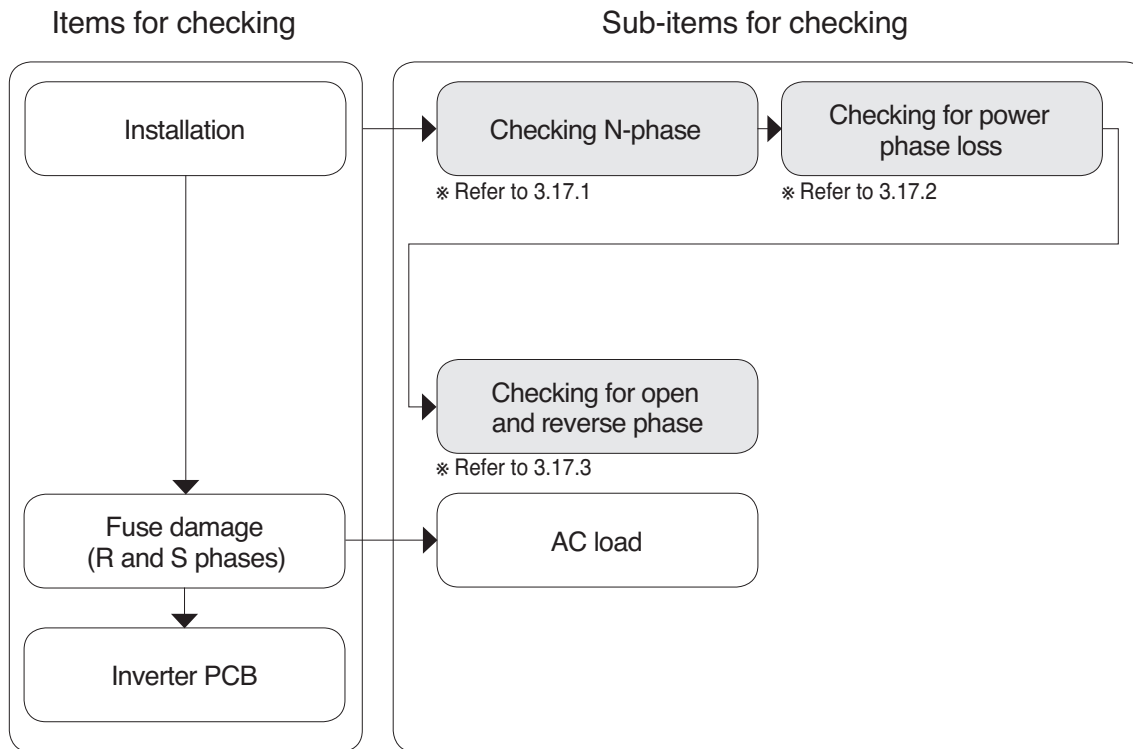 Items for checking
Sub-items for checking
Installation
Checking N-phase
※ Refer to 3.17.1
Checking for power
phase loss
※ Refer to 3.17.2
Checking for open
and reverse phase
※ Refer to 3.17.3
Fuse damage
(R and S phases)
AC load
Inverter PCB